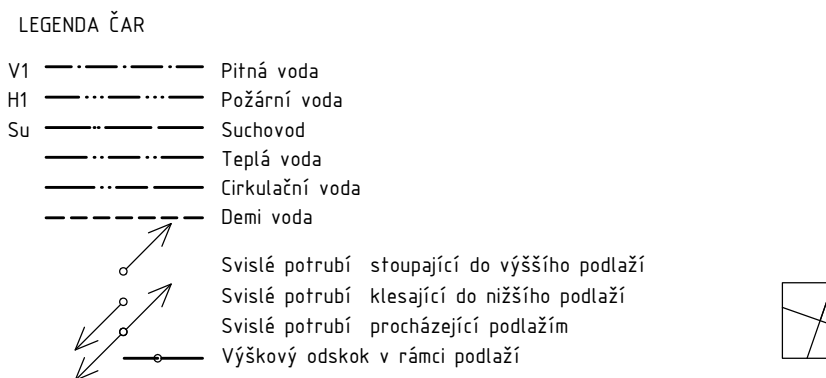 LEGENDA ČAR
V1 Pitná voda
H1 Požární voda
Su Suchovod
Teplá voda
Cirkulační voda
Demi voda
Svislé potrubí stoupající do výššího podlaží
Svislé potrubí klesající do nižšího podlaží
Svislé potrubí procházející podlažím
Výškový odskok v rámci podlaží